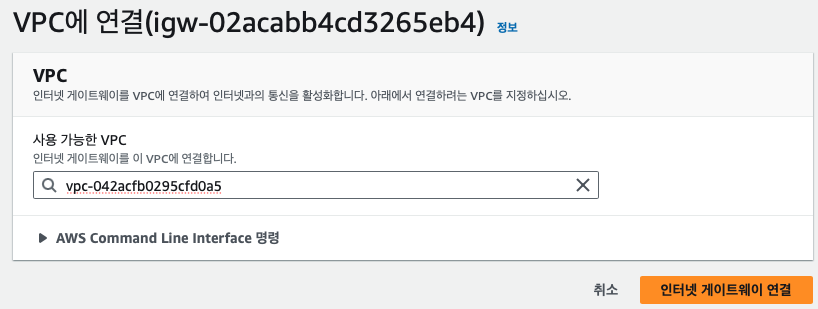 VPC에 연결(igw-02acabb4cd3265eb4) 정보
VPC
인터넷 게이트웨이를 VPC에 연결하여 인터넷과의 통신을 활성화합니다. 아래에서 연결하려는 VPC를 지정하십시오.
사용 가능한 VPC
인터넷 게이트웨이를 이 VPC에 연결합니다.
vpc-042acfb0295cfd0a5
AWS Command Line Interface 명령
취소 인터넷 게이트웨이 연결